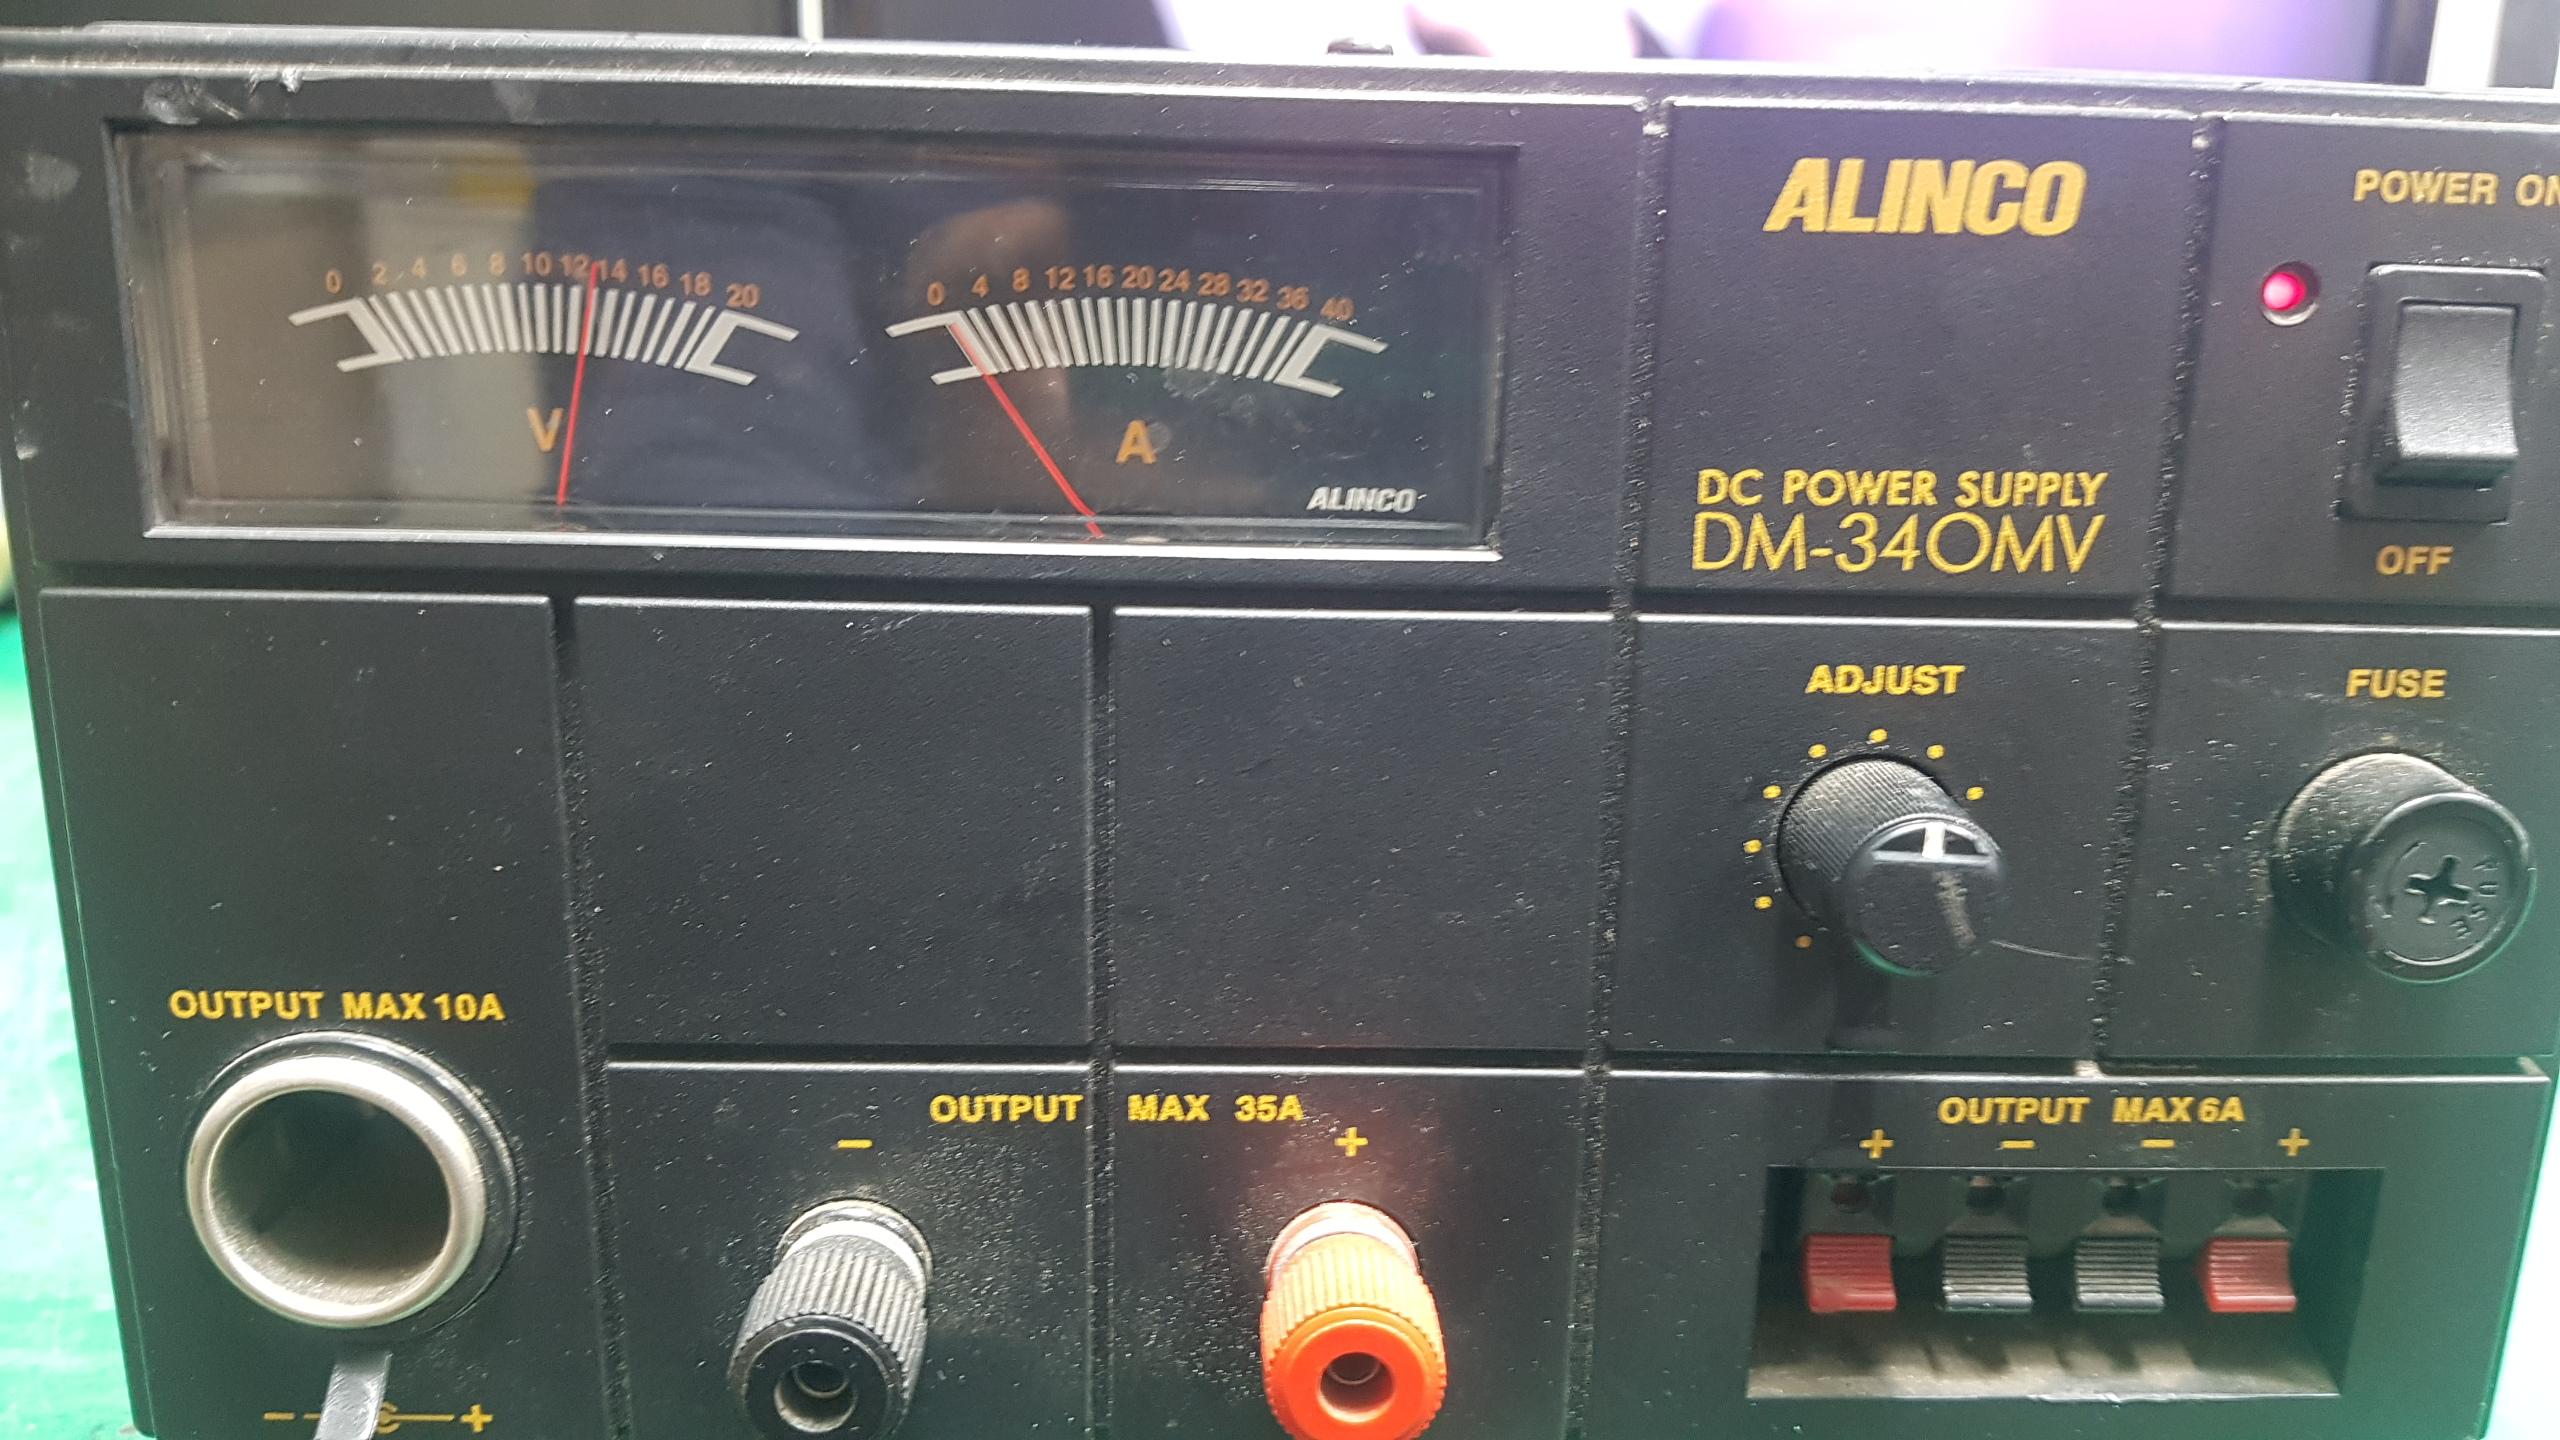 0 2 4 6 8 10 12 14 16 18 20
V
0 4 8 12 16 20 24 28 32 36 40
A
ALINCO
ALINCO
DC POWER SUPPLY
DM-340MV
POWER ON
OFF
ADJUST
FUSE
FUSE
OUTPUT MAX 10A
- C +
OUTPUT MAX 35A
- +
OUTPUT MAX 6A
+ - - +